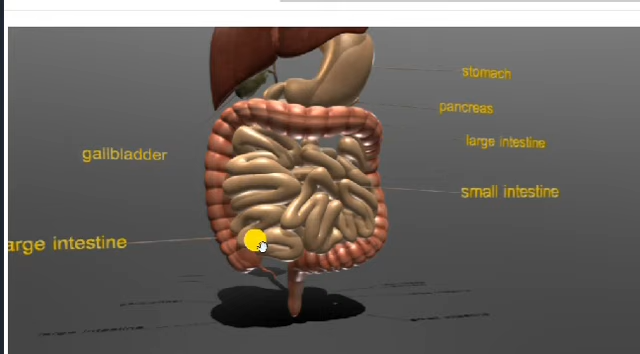 stomach
pancreas
large intestine
gallbladder
small intestine
arge intestine